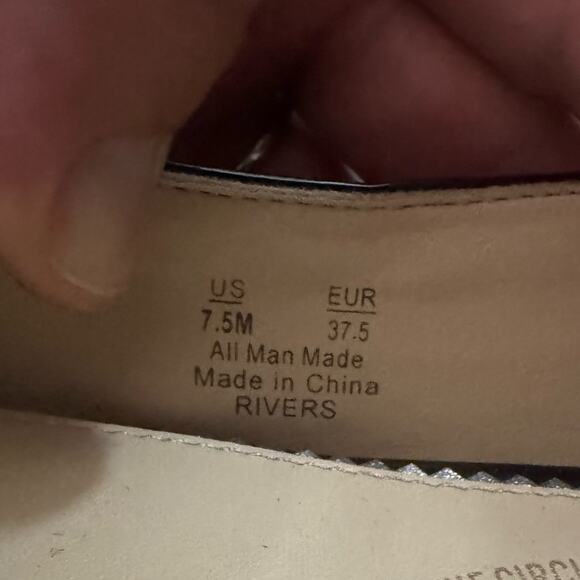 US EUR
7.5M 37.5
All Man Made
Made in China
RIVERS